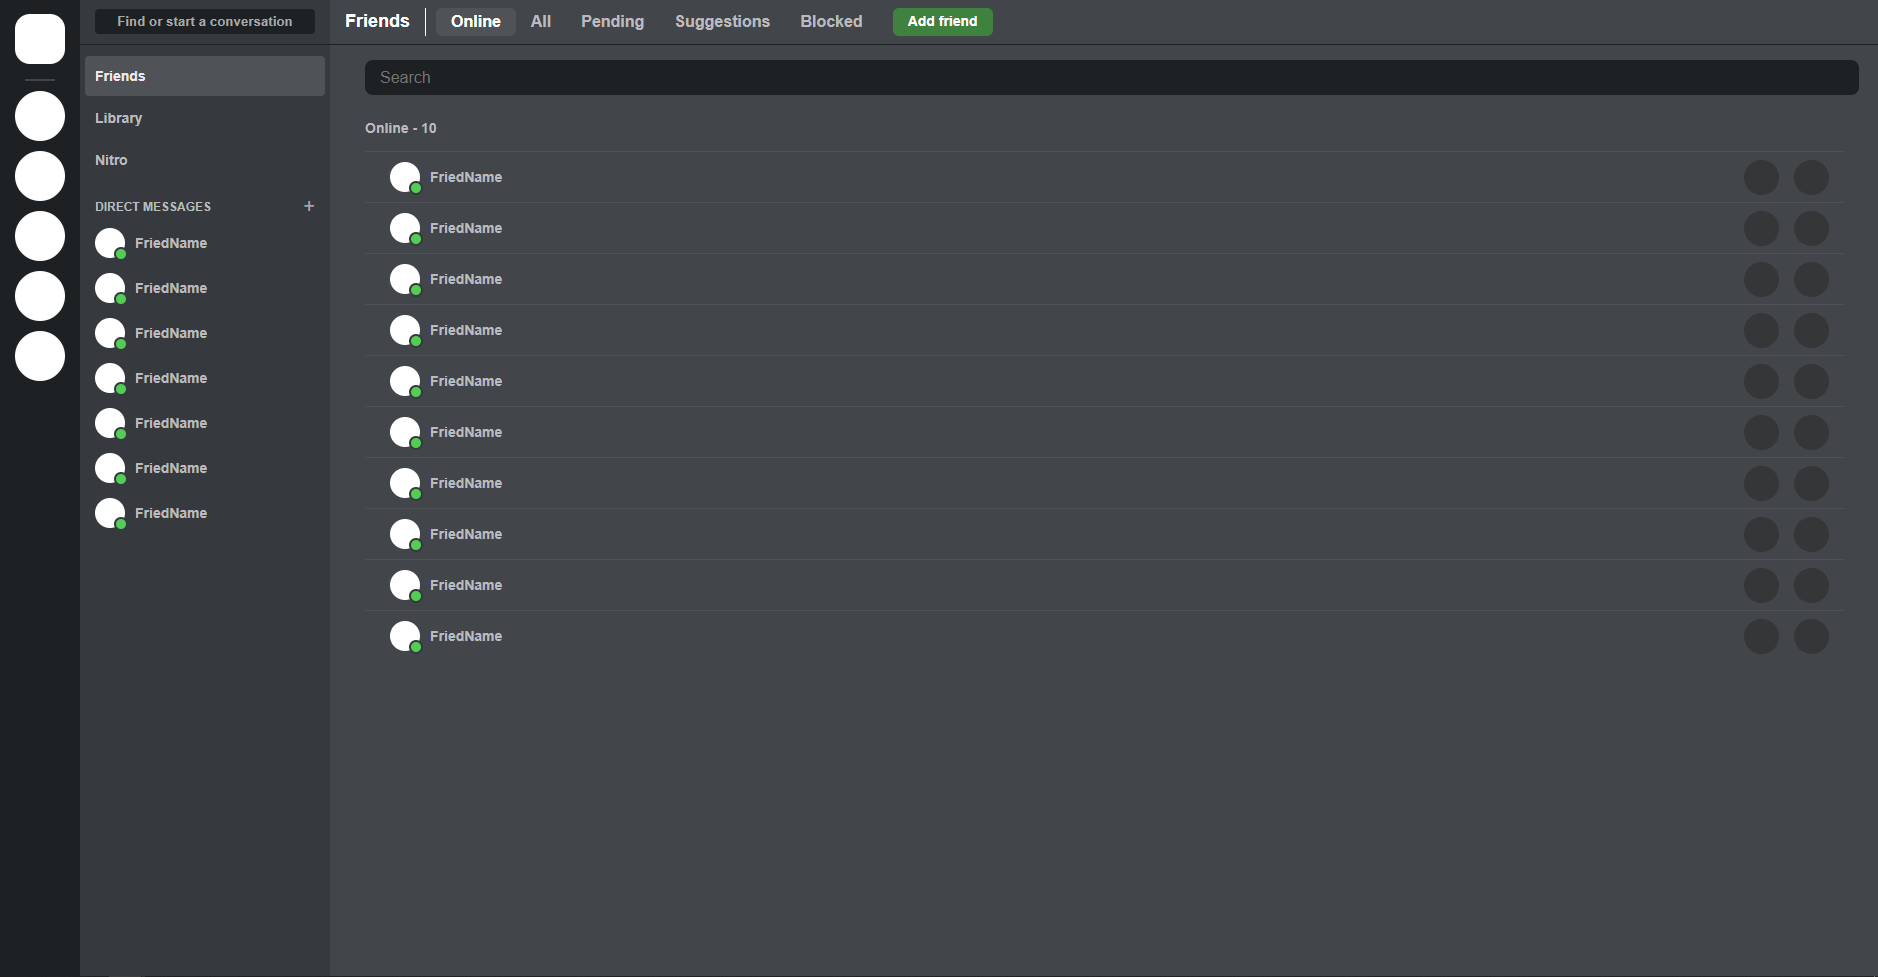 Find or start a conversation
Friends
Library
Nitro
DIRECT MESSAGES +
FriedName
FriedName
FriedName
FriedName
FriedName
FriedName
FriedName
Friends Online All Pending Suggestions Blocked Add friend
Search
Online - 10
FriedName
FriedName
FriedName
FriedName
FriedName
FriedName
FriedName
FriedName
FriedName
FriedName